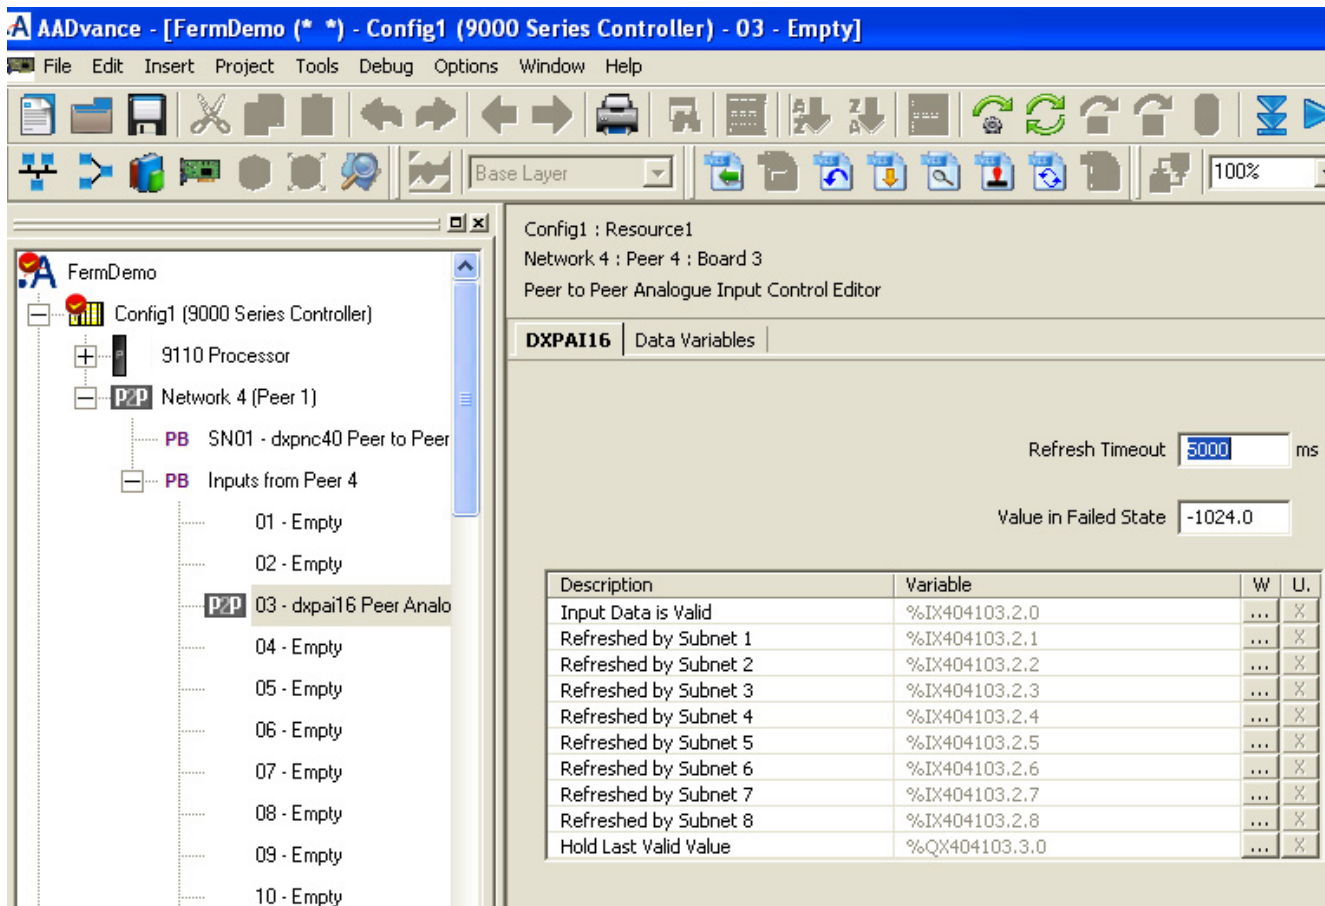 AADvance - [FermDemo (* *) - Config1 (9000 Series Controller) - 03 - Empty]
File Edit Insert Project Tools Debug Options Window Help
Base Layer
100%
FermDemo
Config1 (9000 Series Controller)
9110 Processor
P2P Network 4 (Peer 1)
PB SN01 - dxpnc40 Peer to Peer
PB Inputs from Peer 4
01 - Empty
02 - Empty
P2P 03 - dxpai16 Peer Analo
04 - Empty
05 - Empty
06 - Empty
07 - Empty
08 - Empty
09 - Empty
10 - Empty
Config1 : Resource1
Network 4 : Peer 4 : Board 3
Peer to Peer Analogue Input Control Editor
DXPAI16 Data Variables
Refresh Timeout 5000 ms
Value in Failed State -1024.0
Description Variable W U.
Input Data is Valid %IX404103.2.0 ... X
Refreshed by Subnet 1 %IX404103.2.1 ... X
Refreshed by Subnet 2 %IX404103.2.2 ... X
Refreshed by Subnet 3 %IX404103.2.3 ... X
Refreshed by Subnet 4 %IX404103.2.4 ... X
Refreshed by Subnet 5 %IX404103.2.5 ... X
Refreshed by Subnet 6 %IX404103.2.6 ... X
Refreshed by Subnet 7 %IX404103.2.7 ... X
Refreshed by Subnet 8 %IX404103.2.8 ... X
Hold Last Valid Value %QX404103.3.0 ... X